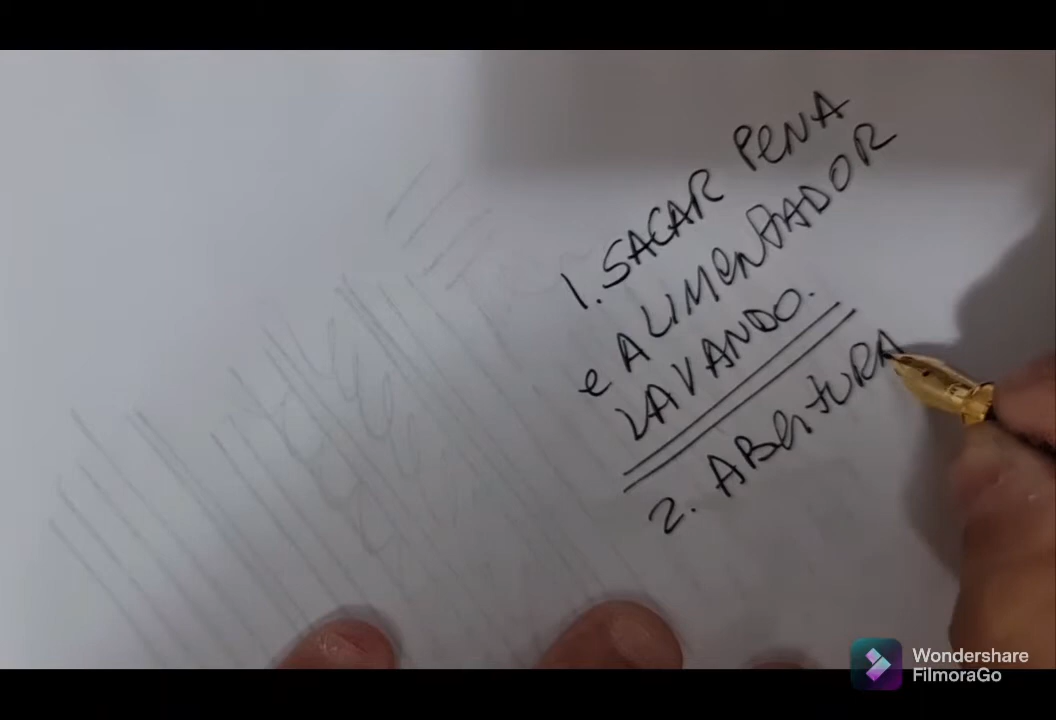 1. SACAR PENA
e ALIMENTADOR
LAVANDO.
2. ABERTURA
Wondershare
FilmoraGo